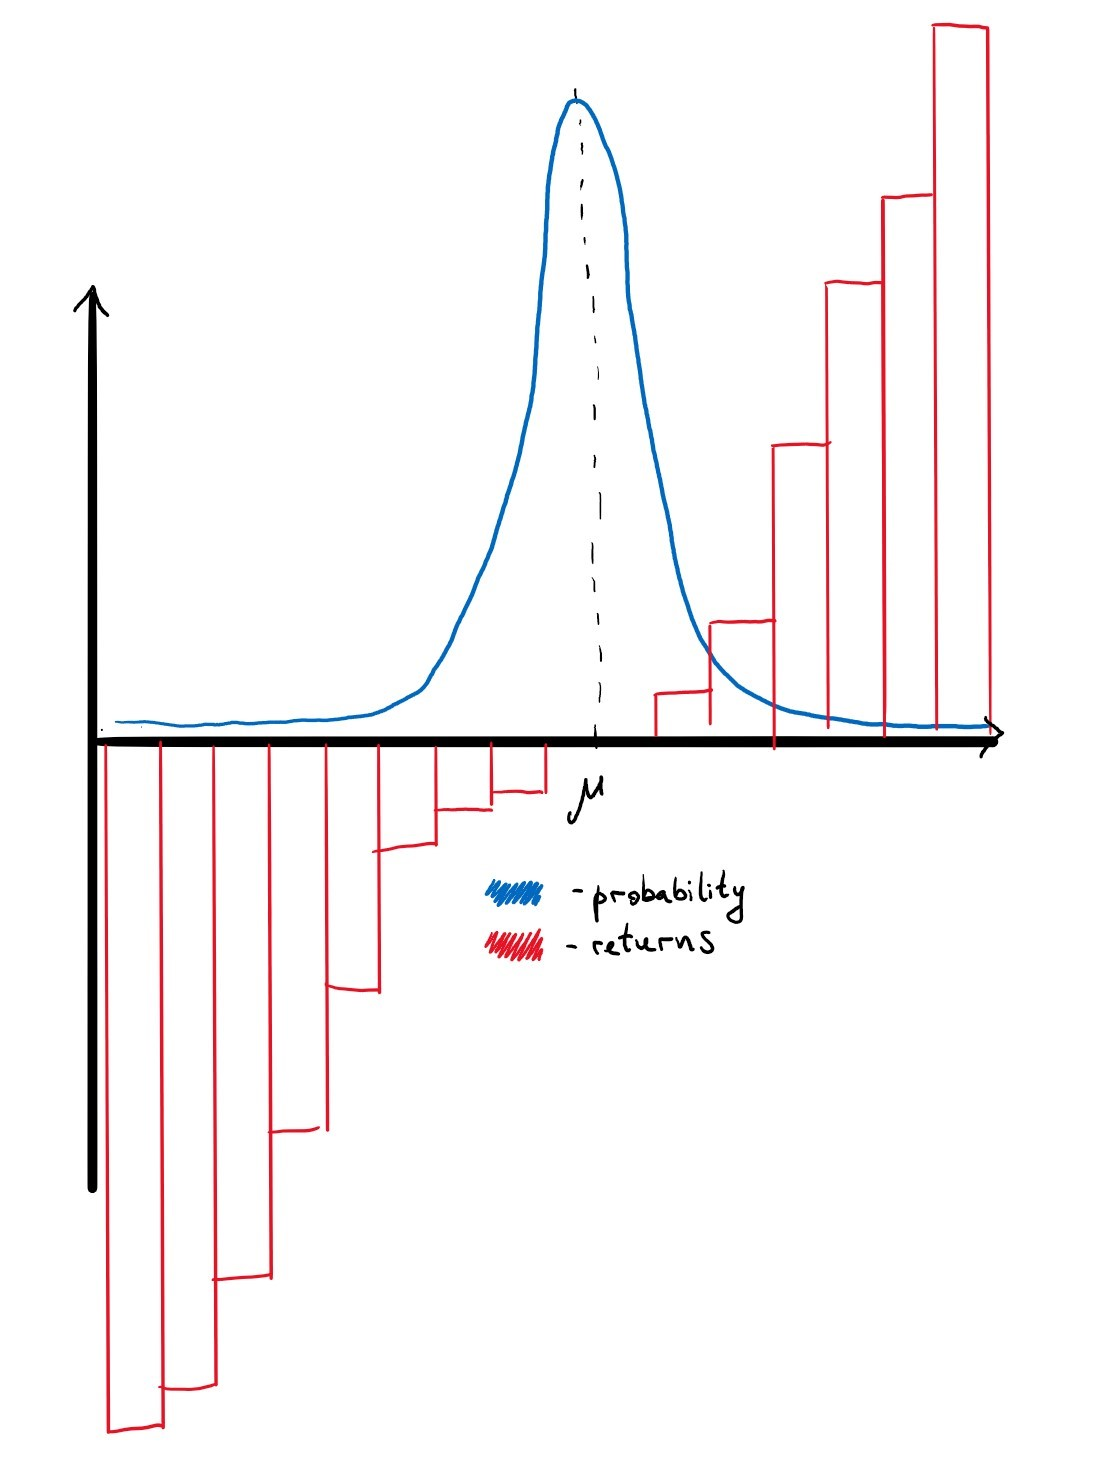 μ
- probability
- returns